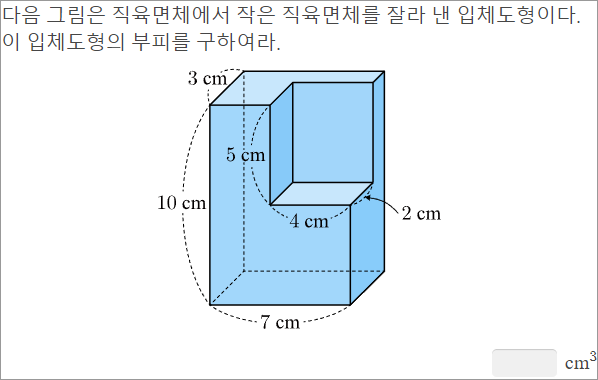 다음 그림은 직육면체에서 작은 직육면체를 잘라 낸 입체도형이다.
이 입체도형의 부피를 구하여라.
3 cm
5 cm
10 cm
2 cm
4 cm
7 cm
cm³